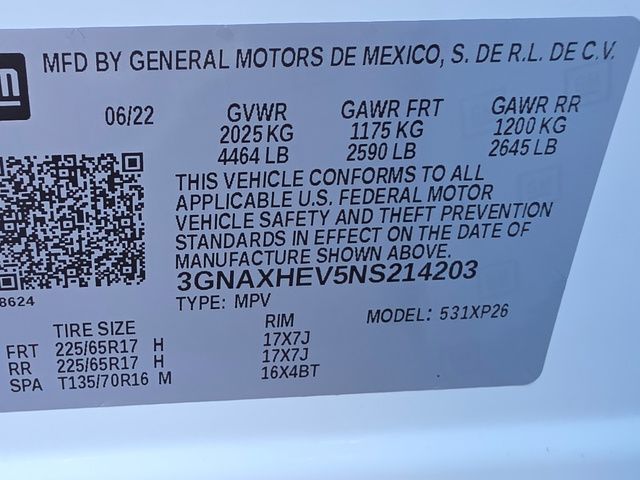 m
MFD BY GENERAL MOTORS DE MEXICO, S. DE R.L. DE C.V.
06/22 GVWR GAWR FRT GAWR RR
2025 KG 1175 KG 1200 KG
4464 LB 2590 LB 2645 LB
THIS VEHICLE CONFORMS TO ALL
APPLICABLE U.S. FEDERAL MOTOR
VEHICLE SAFETY AND THEFT PREVENTION
STANDARDS IN EFFECT ON THE DATE OF
MANUFACTURE SHOWN ABOVE.
3GNAXHEV5NS214203
8624
TYPE: MPV MODEL: 531XP26
TIRE SIZE RIM
FRT 225/65R17 H 17X7J
RR 225/65R17 H 17X7J
SPA T135/70R16 M 16X4BT